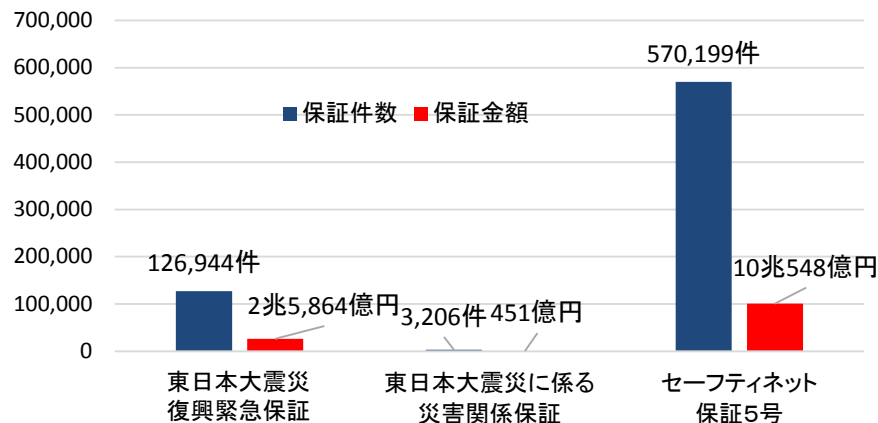 700,000
600,000
500,000
400,000
300,000
200,000
100,000
0
570,199件
保証件数 保証金額
126,944件
2兆5,864億円
3,206件
451億円
10兆548億円
東日本大震災
復興緊急保証
東日本大震災に係る
災害関係保証
セーフティネット
保証5号